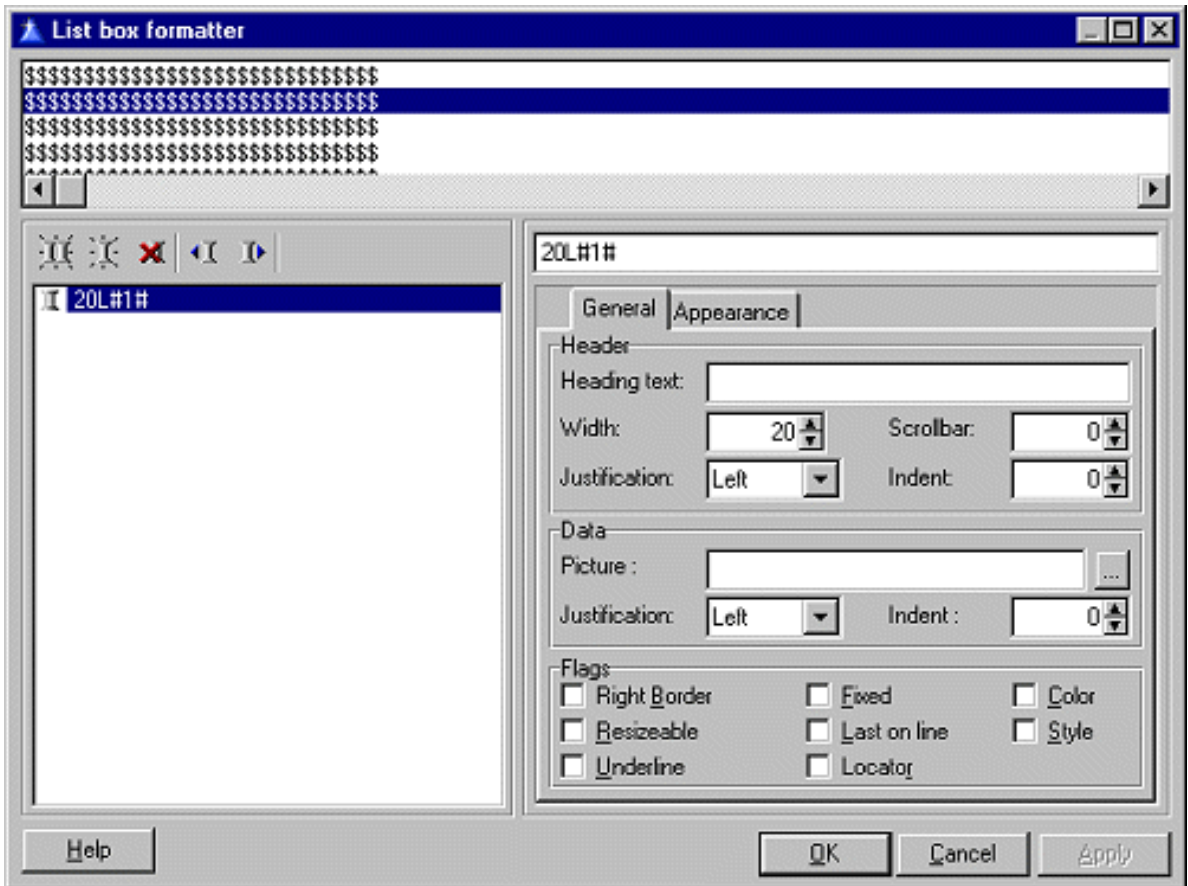 List box formatter
$$$$$$$$$$$$$$$$$$$$$$$$$$$$$$
$$$$$$$$$$$$$$$$$$$$$$$$$$$$$$
$$$$$$$$$$$$$$$$$$$$$$$$$$$$$$
$$$$$$$$$$$$$$$$$$$$$$$$$$$$$$
20L#1#
20L#1#
General Appearance
Header
Heading text:
Width: 20 Scrollbar: 0
Justification: Left Indent: 0
Data
Picture : ...
Justification: Left Indent : 0
Flags
Right Border Fixed Color
Resizeable Last on line Style
Underline Locator
Help OK Cancel Apply